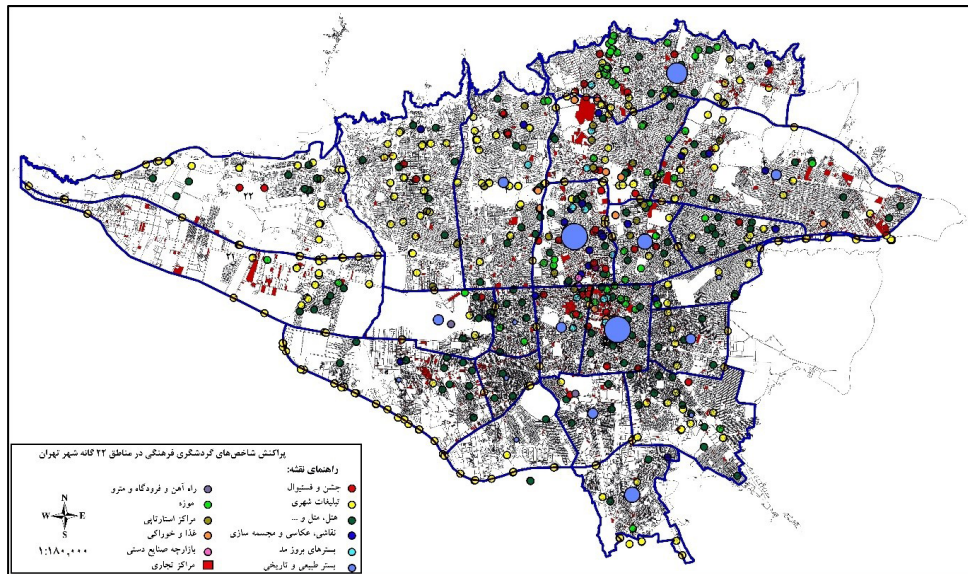 ۲۲
۲۱
پراکنش شاخص‌های گردشگری فرهنگی در مناطق ۲۲ گانه شهر تهران
راهنمای نقشه:
جشن و فستیوال
تبلیغات شهری
هتل، متل و ...
نقاشی، عکاسی و مجسمه سازی
بسترهای بروز مد
بستر طبیعی و تاریخی
راه آهن و فرودگاه و مترو
موزه
مراکز استارتاپی
غذا و خوراکی
بازارچه صنایع دستی
مراکز تجاری
N
W E
S
۱:۱۸۰,۰۰۰